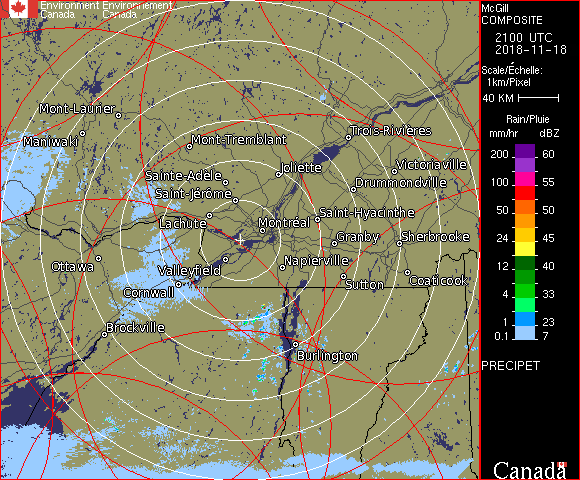 Environment Environnement
Canada Canada
McGill
COMPOSITE
2100 UTC
2018-11-18
Scale/Échelle:
1km/Pixel
40 KM
Rain/Pluie
mm/hr dBZ
200 60
150 65
100 55
50 50
24 45
12 40
4 33
1 23
0.1 7
PRECIPET
Canada
Mont-Laurier
Maniwaki
Mont-Tremblant
Trois-Rivières
Joliette
Victoriaville
Sainte-Adèle
Drummondville
Saint-Jérôme
Lachute
Saint-Hyacinthe
Montréal
Granby
Sherbrooke
Ottawa
Valleyfield
Napierville
Cornwall
Sutton
Coaticook
Brockville
Burlington